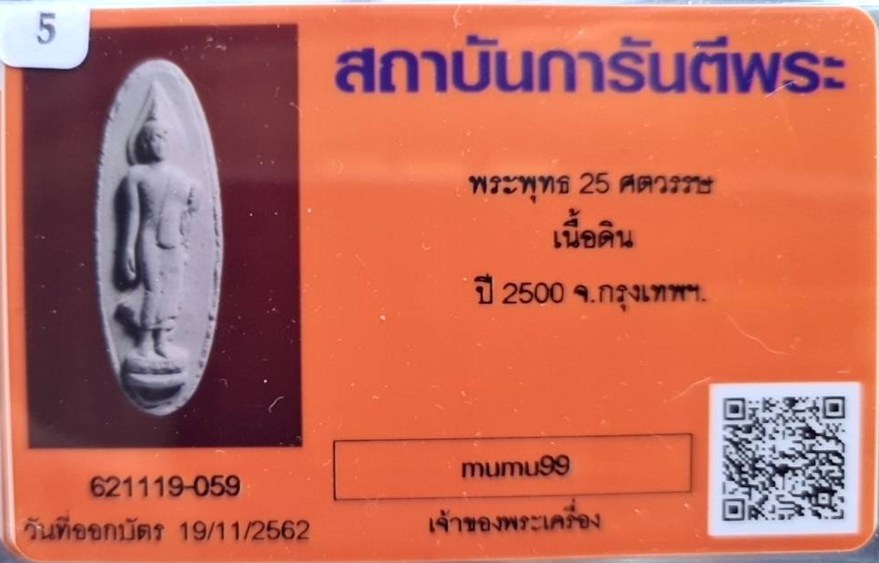 5
สถาบันการันตีพระ
พระพุทธ 25 ศตวรรษ
เนื้อดิน
ปี 2500 จ.กรุงเทพฯ.
mumu99
621119-059
วันที่ออกบัตร 19/11/2562
เจ้าของพระเครื่อง